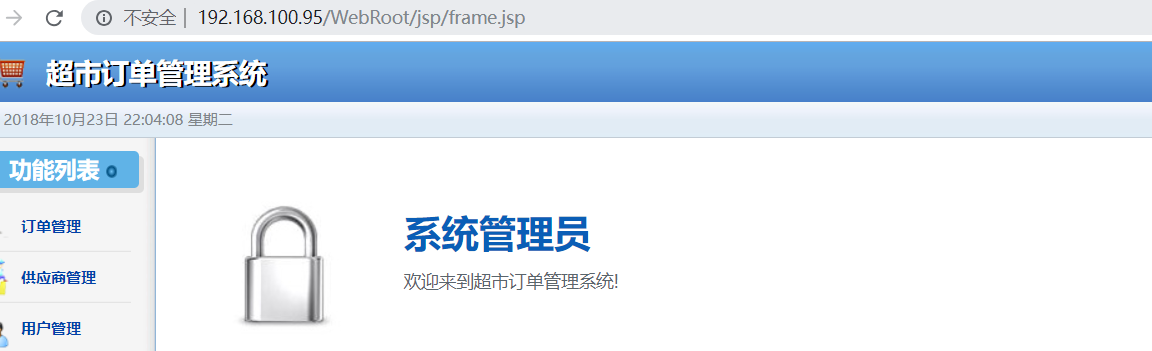 不安全 | 192.168.100.95/WebRoot/jsp/frame.jsp
超市订单管理系统
2018年10月23日 22:04:08 星期二
功能列表
订单管理
供应商管理
用户管理
系统管理员
欢迎来到超市订单管理系统!